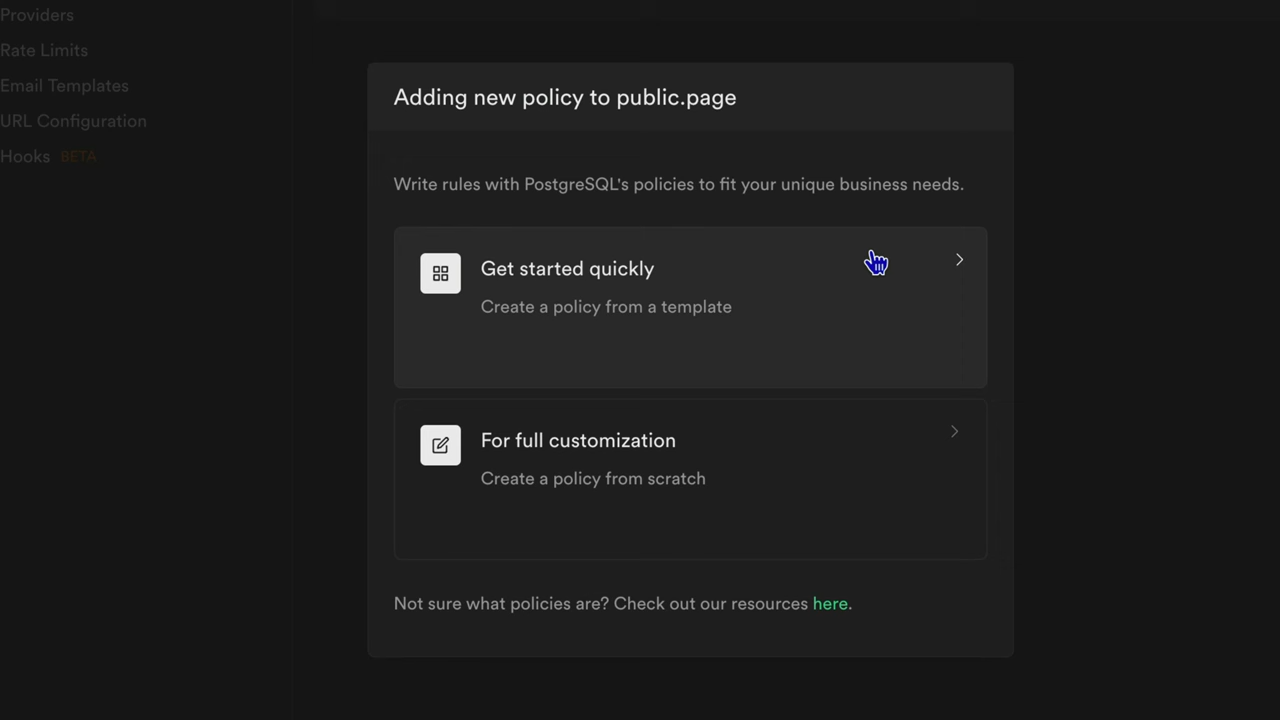 Providers
Rate Limits
Email Templates
URL Configuration
Hooks BETA
Adding new policy to public.page
Write rules with PostgreSQL's policies to fit your unique business needs.
Get started quickly
Create a policy from a template
For full customization
Create a policy from scratch
Not sure what policies are? Check out our resources here.